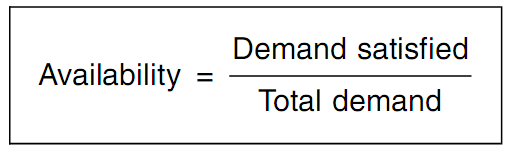 Demand satisfied
Availability =
Total demand